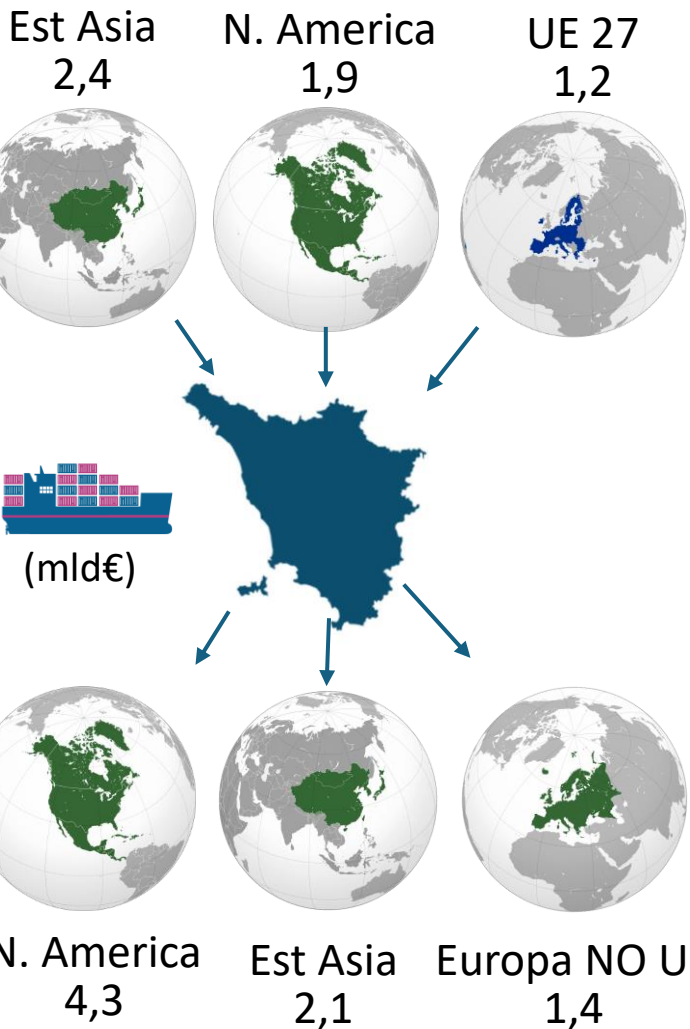 Est Asia
2,4
N. America
1,9
UE 27
1,2
(mld€)
N. America
4,3
Est Asia
2,1
Europa NO U
1,4